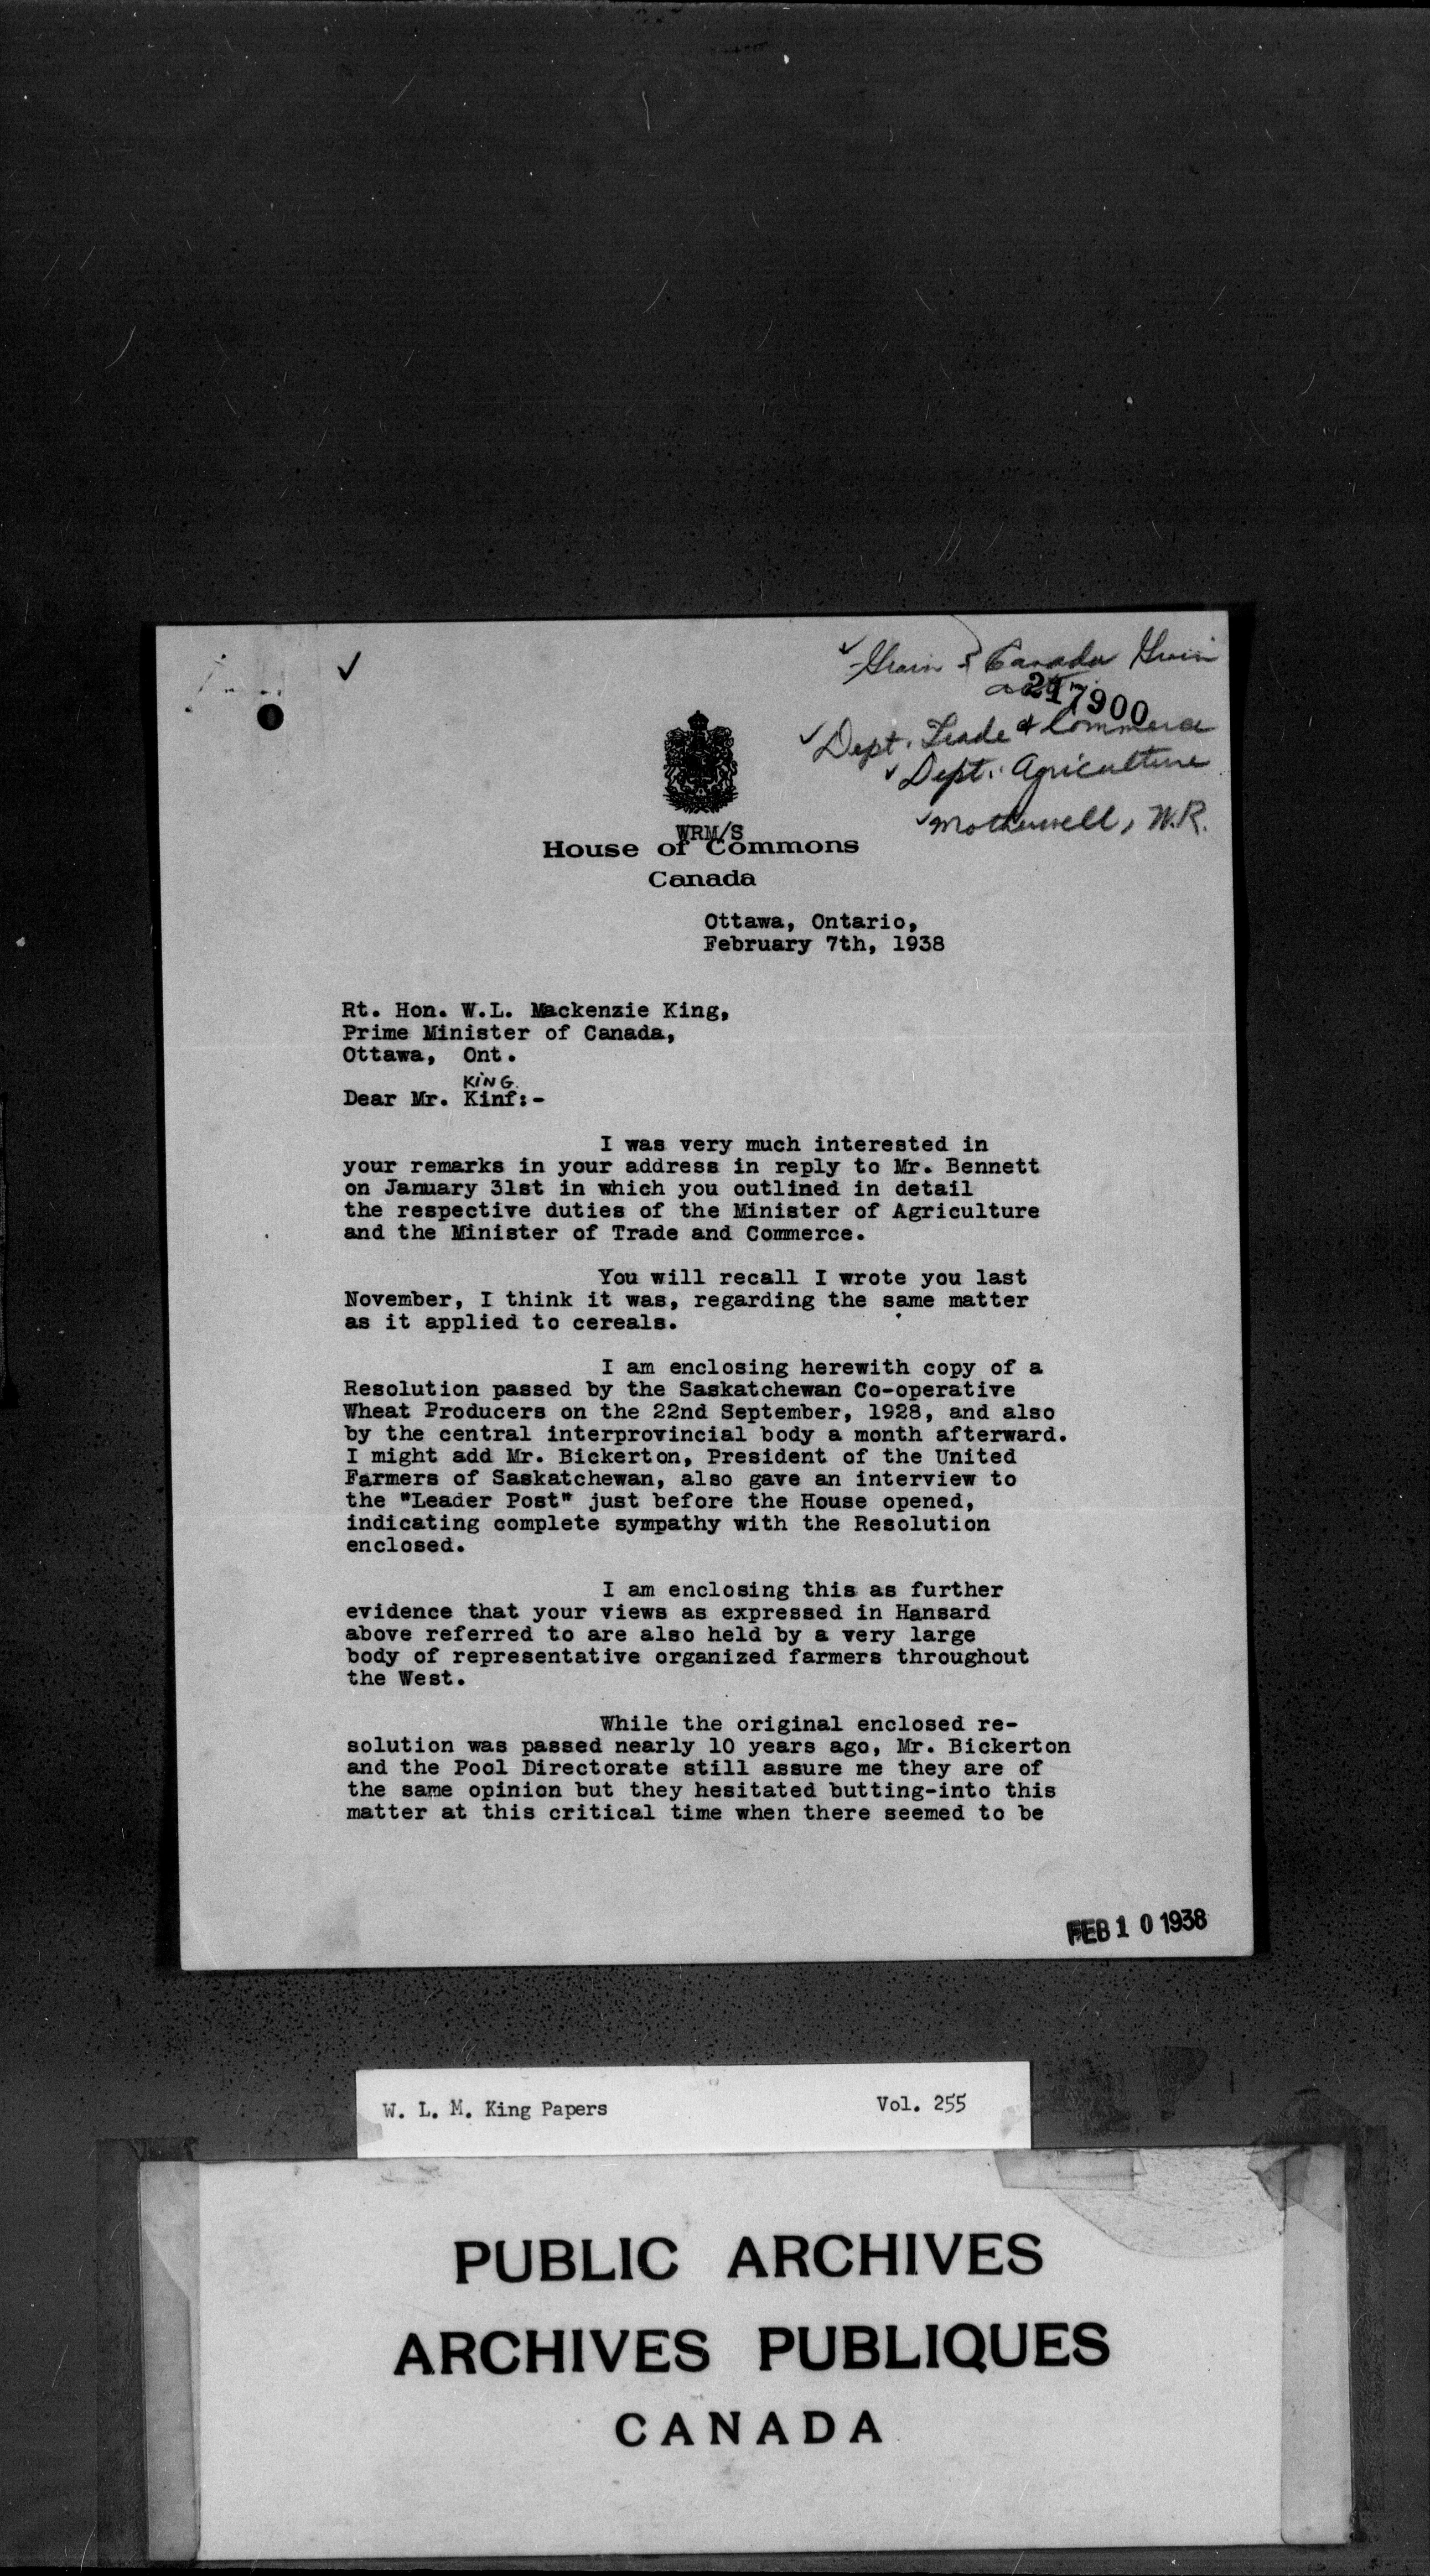 ✓
✓ Grain & Canada Grain
Act
217900
✓ Dept. Trade & Commerce
✓ Dept. Agriculture
✓ Motherwell, W.R.
WRM/S
House of Commons
Canada
Ottawa, Ontario,
February 7th, 1938
Rt. Hon. W.L. Mackenzie King,
Prime Minister of Canada,
Ottawa, Ont.
KiNG.
Dear Mr. Kinf:-
I was very much interested in
your remarks in your address in reply to Mr. Bennett
on January 31st in which you outlined in detail
the respective duties of the Minister of Agriculture
and the Minister of Trade and Commerce.
You will recall I wrote you last
November, I think it was, regarding the same matter
as it applied to cereals.
I am enclosing herewith copy of a
Resolution passed by the Saskatchewan Co-operative
Wheat Producers on the 22nd September, 1928, and also
by the central interprovincial body a month afterward.
I might add Mr. Bickerton, President of the United
Farmers of Saskatchewan, also gave an interview to
the "Leader Post" just before the House opened,
indicating complete sympathy with the Resolution
enclosed.
I am enclosing this as further
evidence that your views as expressed in Hansard
above referred to are also held by a very large
body of representative organized farmers throughout
the West.
While the original enclosed re-
solution was passed nearly 10 years ago, Mr. Bickerton
and the Pool Directorate still assure me they are of
the same opinion but they hesitated butting-into this
matter at this critical time when there seemed to be
FEB 10 1938
W. L. M. King Papers Vol. 255
PUBLIC ARCHIVES
ARCHIVES PUBLIQUES
CANADA